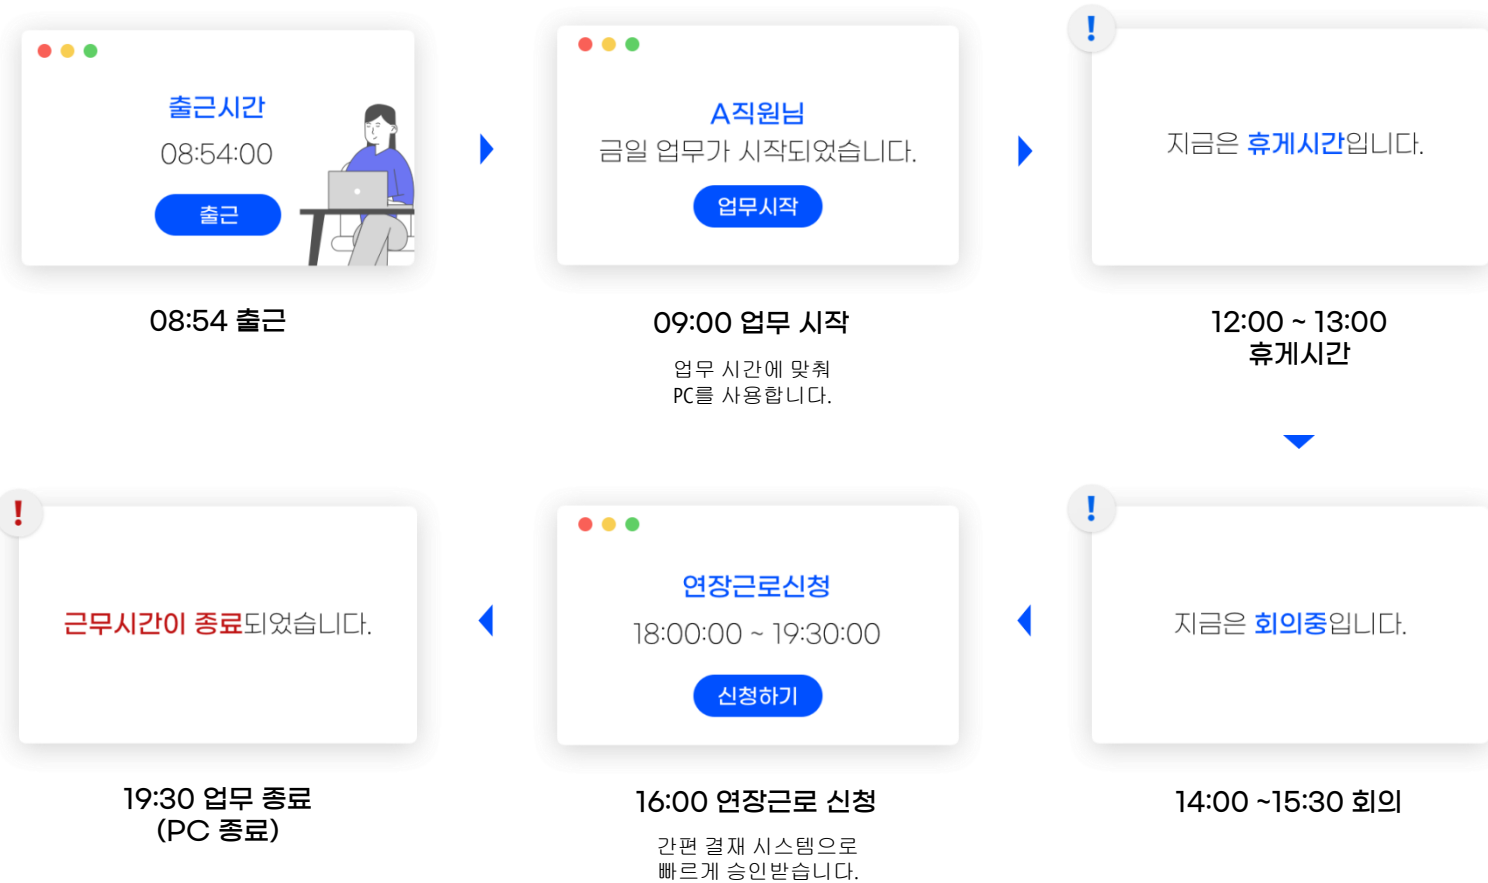 출근시간
08:54:00
출근
08:54 출근
A직원님
금일 업무가 시작되었습니다.
업무시작
09:00 업무 시작
업무 시간에 맞춰
PC를 사용합니다.
!
지금은 휴게시간입니다.
12:00 ~ 13:00
휴게시간
!
지금은 회의중입니다.
14:00 ~15:30 회의
연장근로신청
18:00:00 ~ 19:30:00
신청하기
16:00 연장근로 신청
간편 결재 시스템으로
빠르게 승인받습니다.
!
근무시간이 종료되었습니다.
19:30 업무 종료
(PC 종료)